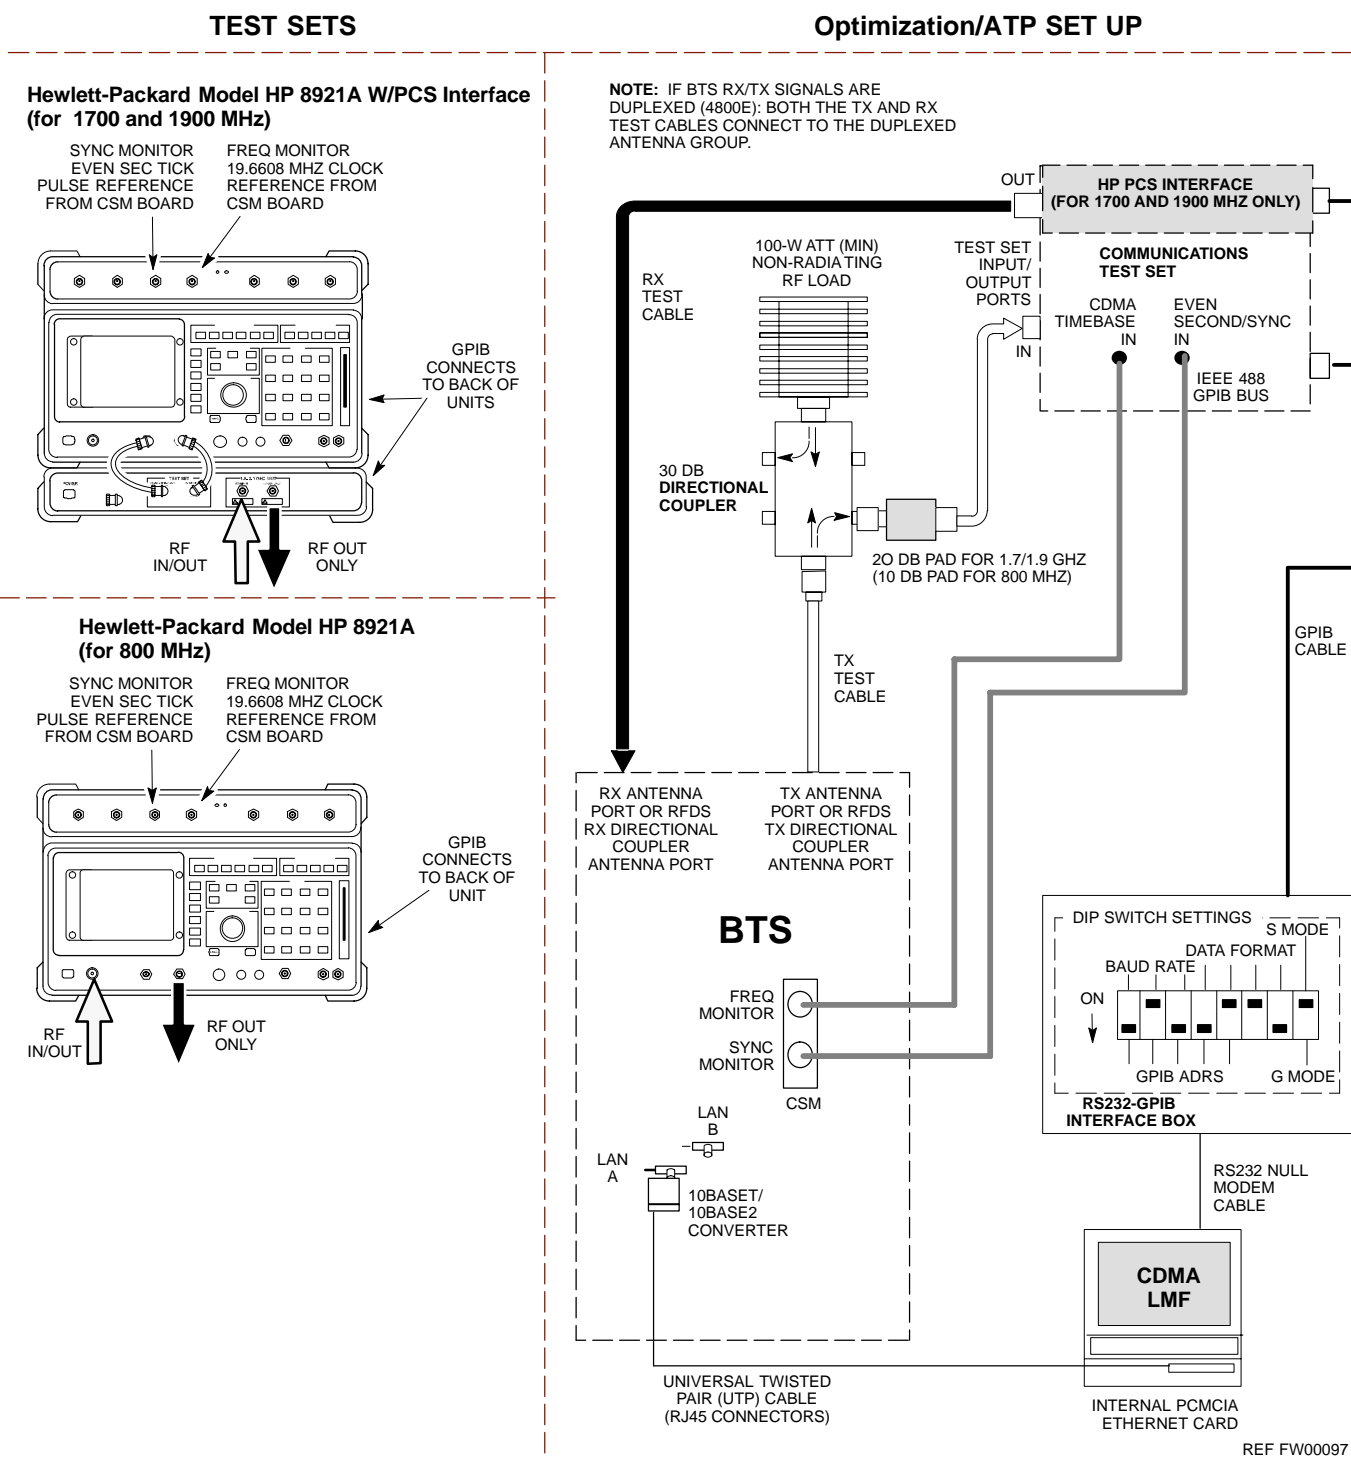 TEST SETS
Optimization/ATP SET UP
Hewlett-Packard Model HP 8921A W/PCS Interface
(for 1700 and 1900 MHz)
SYNC MONITOR
EVEN SEC TICK
PULSE REFERENCE
FROM CSM BOARD
FREQ MONITOR
19.6608 MHZ CLOCK
REFERENCE FROM
CSM BOARD
GPIB
CONNECTS
TO BACK OF
UNITS
RF
IN/OUT
RF OUT
ONLY
Hewlett-Packard Model HP 8921A
(for 800 MHz)
SYNC MONITOR
EVEN SEC TICK
PULSE REFERENCE
FROM CSM BOARD
FREQ MONITOR
19.6608 MHZ CLOCK
REFERENCE FROM
CSM BOARD
GPIB
CONNECTS
TO BACK OF
UNIT
RF
IN/OUT
RF OUT
ONLY
NOTE: IF BTS RX/TX SIGNALS ARE
DUPLEXED (4800E): BOTH THE TX AND RX
TEST CABLES CONNECT TO THE DUPLEXED
ANTENNA GROUP.
OUT
HP PCS INTERFACE
(FOR 1700 AND 1900 MHZ ONLY)
RX
TEST
CABLE
100-W ATT (MIN)
NON-RADIATING
RF LOAD
TEST SET
INPUT/
OUTPUT
PORTS
IN
COMMUNICATIONS
TEST SET
CDMA
TIMEBASE
IN
EVEN
SECOND/SYNC
IN
IEEE 488
GPIB BUS
30 DB
DIRECTIONAL
COUPLER
2O DB PAD FOR 1.7/1.9 GHZ
(10 DB PAD FOR 800 MHZ)
TX
TEST
CABLE
GPIB
CABLE
RX ANTENNA
PORT OR RFDS
RX DIRECTIONAL
COUPLER
ANTENNA PORT
TX ANTENNA
PORT OR RFDS
TX DIRECTIONAL
COUPLER
ANTENNA PORT
BTS
FREQ
MONITOR
SYNC
MONITOR
CSM
LAN
B
LAN
A
10BASET/
10BASE2
CONVERTER
DIP SWITCH SETTINGS
S MODE
DATA FORMAT
BAUD RATE
ON
GPIB ADRS
G MODE
RS232-GPIB
INTERFACE BOX
RS232 NULL
MODEM
CABLE
CDMA
LMF
UNIVERSAL TWISTED
PAIR (UTP) CABLE
(RJ45 CONNECTORS)
INTERNAL PCMCIA
ETHERNET CARD
REF FW00097